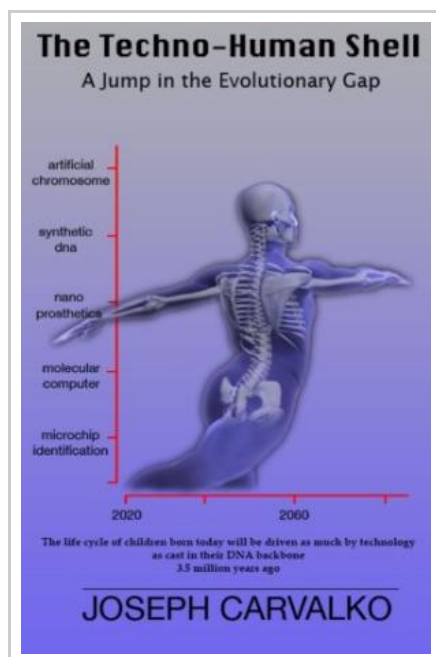 The Techno-Human Shell
A Jump in the Evolutionary Gap
artificial
chromosome
synthetic
dna
nano
prosthetics
molecular
computer
microchip
identification
2020
2060
The life cycle of children born today will be driven as much by technology
as cast in their DNA backbone
3.5 million years ago
JOSEPH CARVALKO